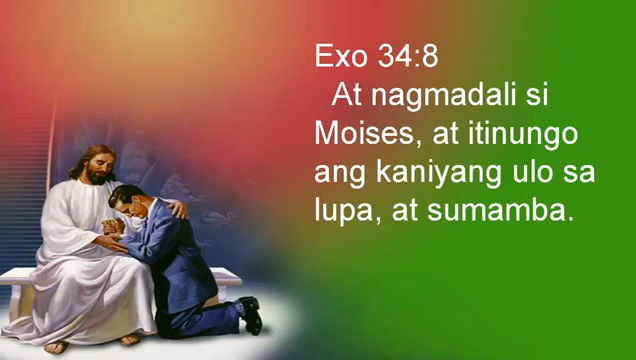 Exo 34:8
At nagmadali si
Moises, at itinungo
ang kaniyang ulo sa
lupa, at sumamba.